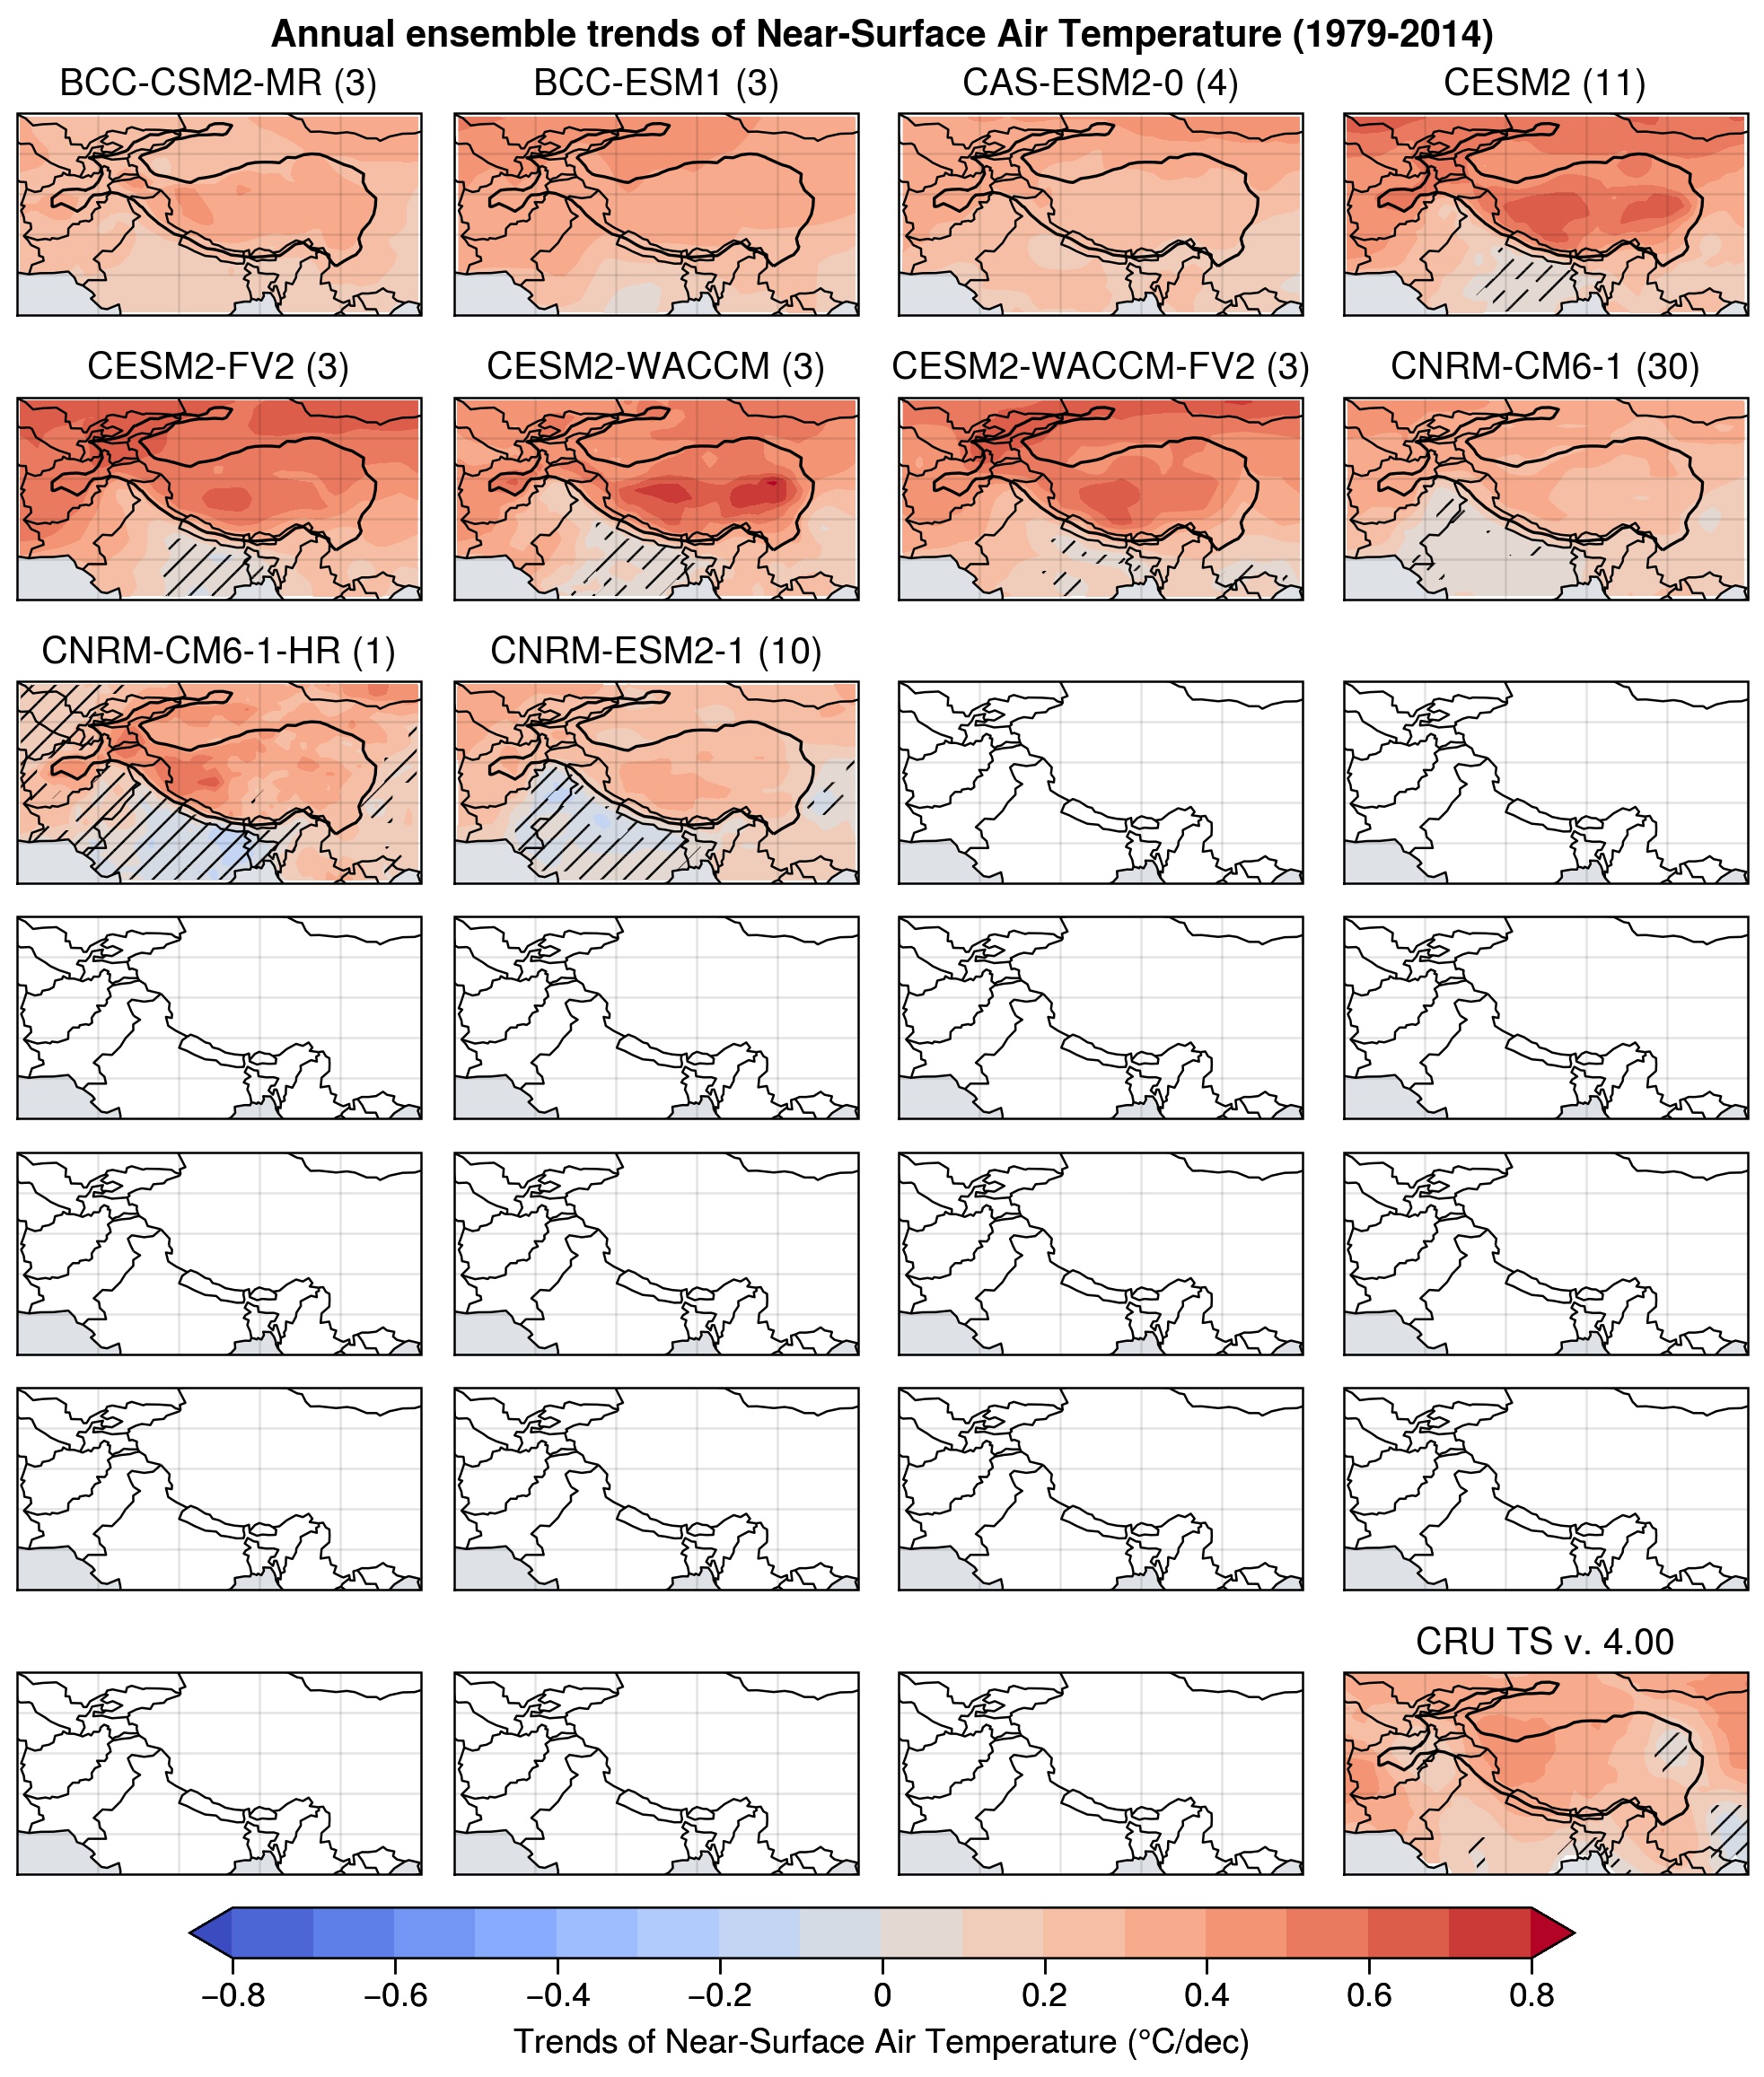 Annual ensemble trends of Near-Surface Air Temperature (1979-2014)
BCC-CSM2-MR (3)
BCC-ESM1 (3)
CAS-ESM2-0 (4)
CESM2 (11)
CESM2-FV2 (3)
CESM2-WACCM (3)
CESM2-WACCM-FV2 (3)
CNRM-CM6-1 (30)
CNRM-CM6-1-HR (1)
CNRM-ESM2-1 (10)
CRU TS v. 4.00
−0.8 −0.6 −0.4 −0.2 0 0.2 0.4 0.6 0.8
Trends of Near-Surface Air Temperature (°C/dec)